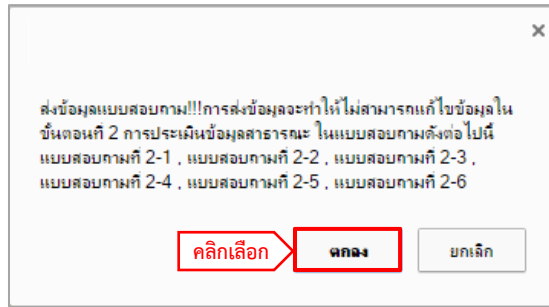 ×
ส่งข้อมูลแบบสอบถาม!!!การส่งข้อมูลจะทำให้ไม่สามารถแก้ไขข้อมูลใน
ขั้นตอนที่ 2 การประเมินข้อมูลสาธารณะ ในแบบสอบถามดังต่อไปนี้
แบบสอบถามที่ 2-1 , แบบสอบถามที่ 2-2 , แบบสอบถามที่ 2-3 ,
แบบสอบถามที่ 2-4 , แบบสอบถามที่ 2-5 , แบบสอบถามที่ 2-6
คลิกเลือก ตกลง ยกเลิก